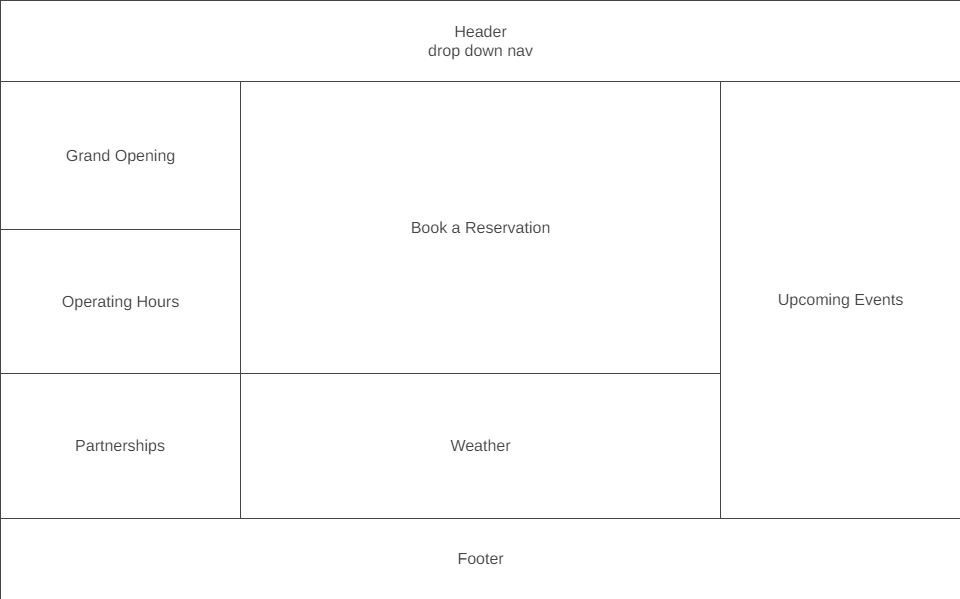 Header
drop down nav
Grand Opening
Book a Reservation
Upcoming Events
Operating Hours
Partnerships
Weather
Footer